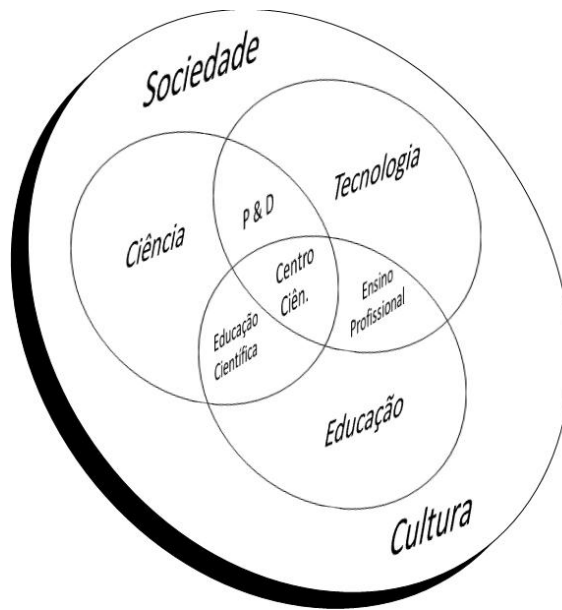 Sociedade
Tecnologia
P & D
Ciência
Centro
Ciên.
Ensino
Profissional
Educação
Científica
Educação
Cultura